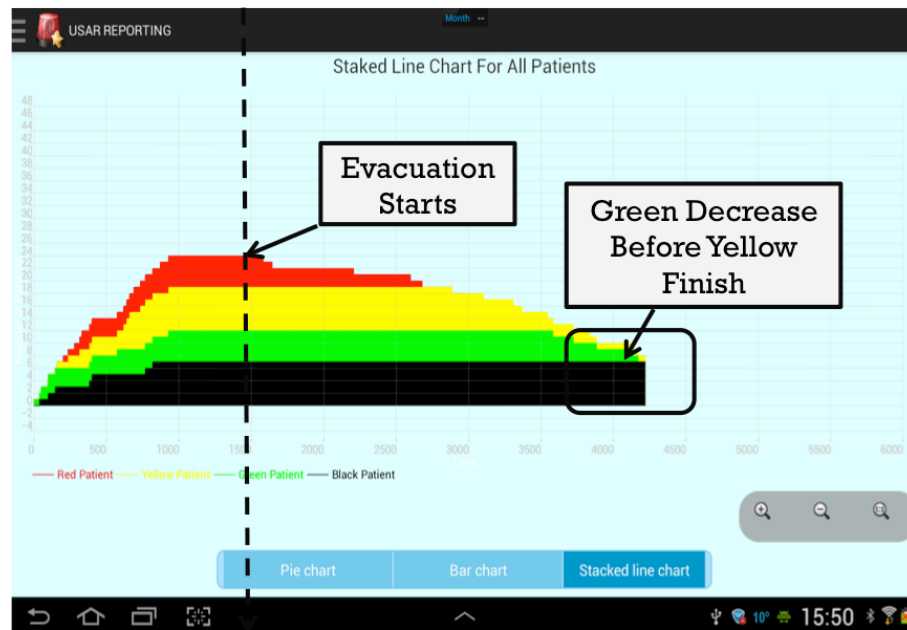 Month --
USAR REPORTING
Staked Line Chart For All Patients
48
46
44
42
40
38
36
34
32
30
28
26
24
22
20
18
16
14
12
10
8
6
4
2
0
-2
-4
Evacuation
Starts
Green Decrease
Before Yellow
Finish
0 500 1000 1500 2000 2500 3000 3500 4000 4500 5000 5500 6000
Red Patient Yellow Patient Green Patient Black Patient
1:1
Pie chart Bar chart Stacked line chart
10° 15:50